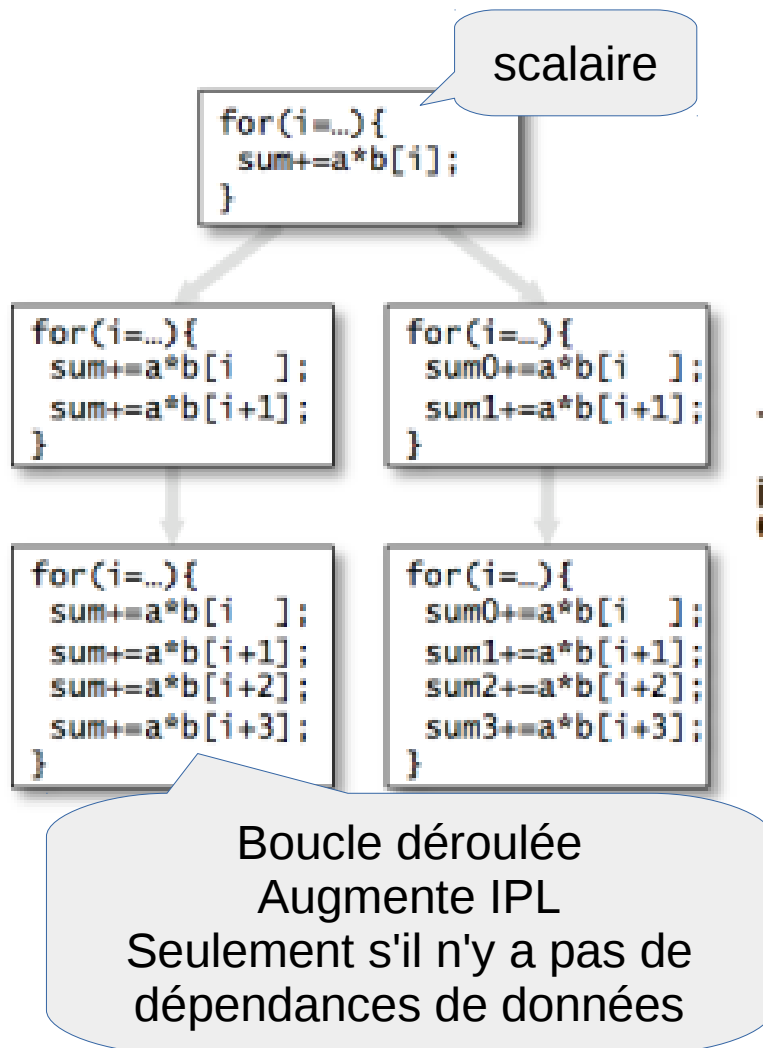 scalaire
for(i=…){
sum+=a*b[i];
}
for(i=…){
sum+=a*b[i   ];
sum+=a*b[i+1];
}
for(i=…){
sum0+=a*b[i   ];
sum1+=a*b[i+1];
}
for(i=…){
sum+=a*b[i   ];
sum+=a*b[i+1];
sum+=a*b[i+2];
sum+=a*b[i+3];
}
for(i=…){
sum0+=a*b[i   ];
sum1+=a*b[i+1];
sum2+=a*b[i+2];
sum3+=a*b[i+3];
}
Boucle déroulée
Augmente IPL
Seulement s'il n'y a pas de
dépendances de données